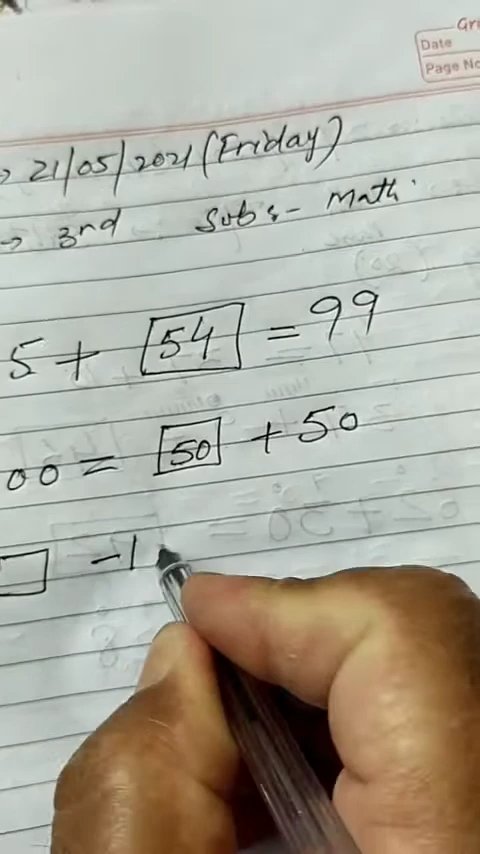 Date
Page No
→ 21/05/2021 (Friday)
→ 3rd Sub:- Math.
5 + 54 = 99
00 = 50 + 50
-1